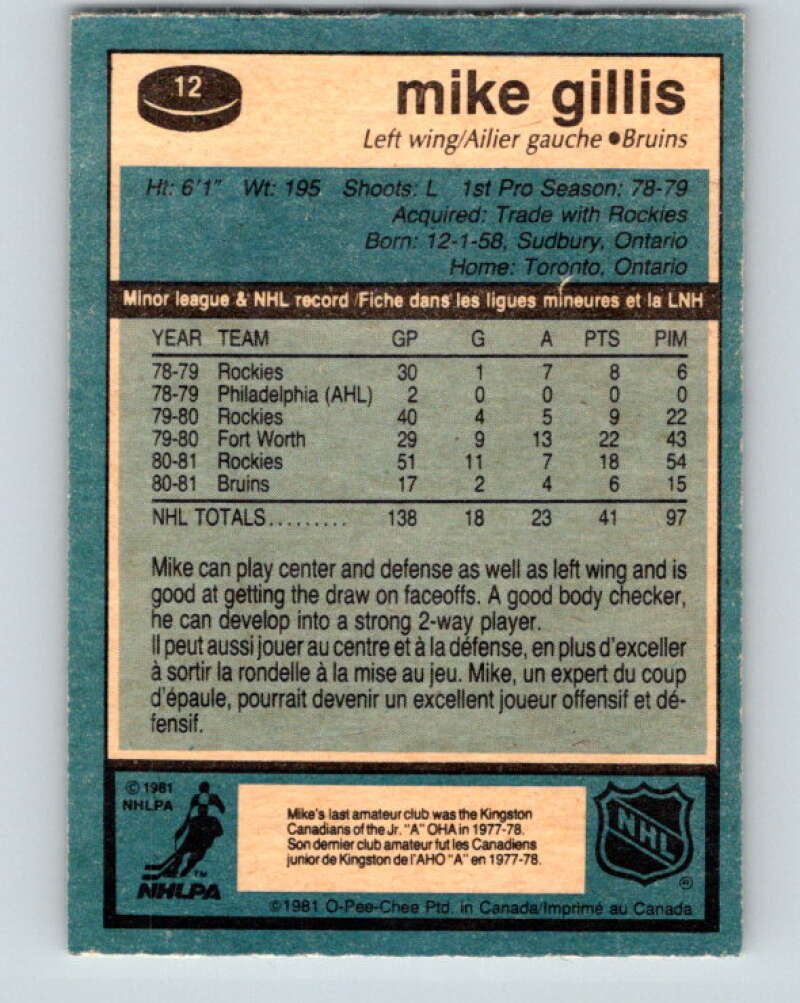 12
mike gillis
Left wing/Ailier gauche •Bruins
Ht: 6'1" Wt: 195 Shoots: L 1st Pro Season: 78-79
Acquired: Trade with Rockies
Born: 12-1-58, Sudbury, Ontario
Home: Toronto, Ontario
Minor league & NHL record /Fiche dans les ligues mineures et la LNH
YEAR TEAM GP G A PTS PIM
78-79 Rockies 30 1 7 8 6
78-79 Philadelphia (AHL) 2 0 0 0 0
79-80 Rockies 40 4 5 9 22
79-80 Fort Worth 29 9 13 22 43
80-81 Rockies 51 11 7 18 54
80-81 Bruins 17 2 4 6 15
NHL TOTALS......... 138 18 23 41 97
Mike can play center and defense as well as left wing and is
good at getting the draw on faceoffs. A good body checker,
he can develop into a strong 2-way player.
Il peut aussi jouer au centre et à la défense, en plus d'exceller
à sortir la rondelle à la mise au jeu. Mike, un expert du coup
d'épaule, pourrait devenir un excellent joueur offensif et dé-
fensif.
© 1981
NHLPA
TM
NHLPA
Mike's last amateur club was the Kingston
Canadians of the Jr. "A" OHA in 1977-78.
Son dernier club amateur fut les Canadiens
junior de Kingston de l'AHO "A" en 1977-78.
NHL
®
©1981 O-Pee-Chee Ptd. in Canada/Imprimé au Canada